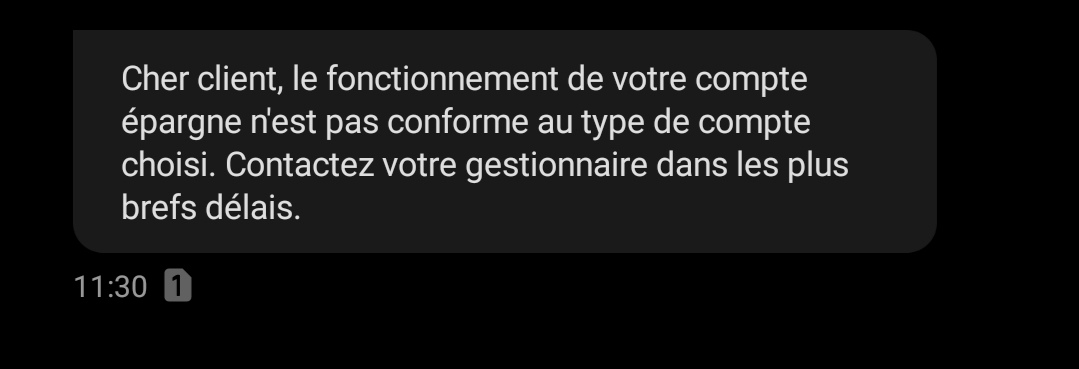 Cher client, le fonctionnement de votre compte
épargne n'est pas conforme au type de compte
choisi. Contactez votre gestionnaire dans les plus
brefs délais.
11:30 1